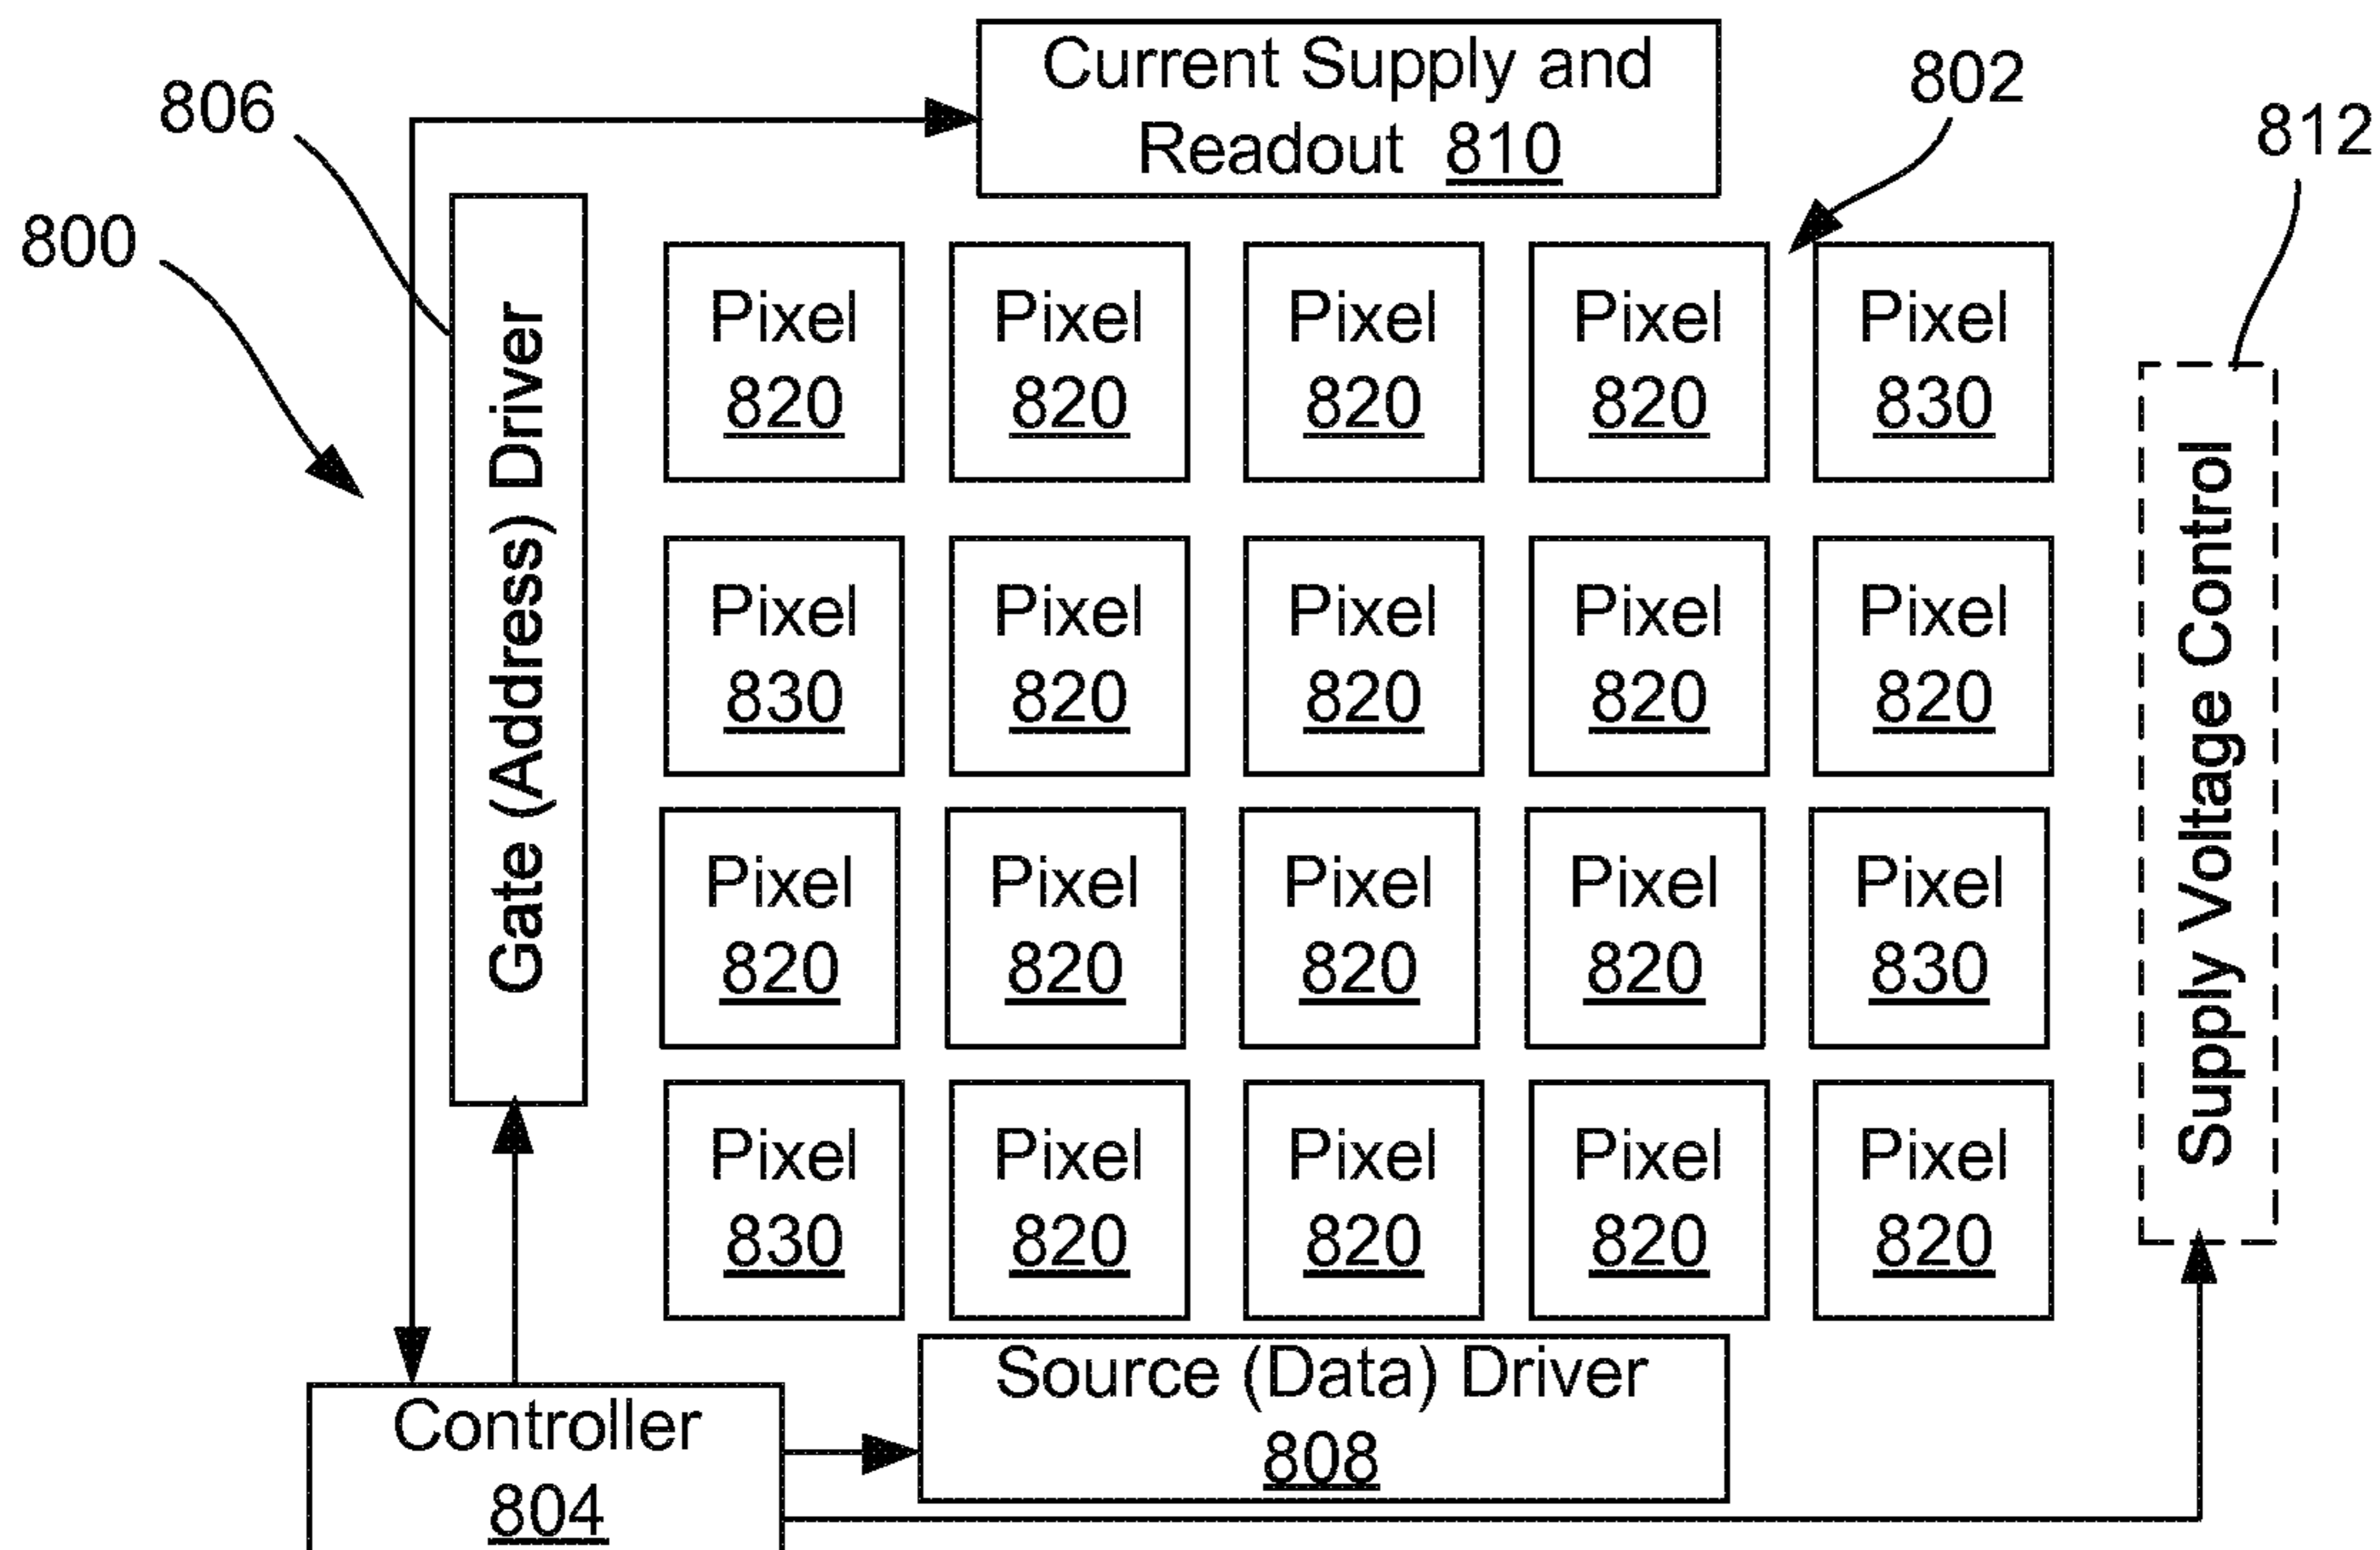 Current Supply and
Readout 810
806
802
812
800
Gate (Address) Driver
Pixel
820
Pixel
820
Pixel
820
Pixel
820
Pixel
830
Pixel
830
Pixel
820
Pixel
820
Pixel
820
Pixel
820
Pixel
820
Pixel
820
Pixel
820
Pixel
820
Pixel
830
Pixel
830
Pixel
820
Pixel
820
Pixel
820
Pixel
820
Supply Voltage Control
Source (Data) Driver
808
Controller
804